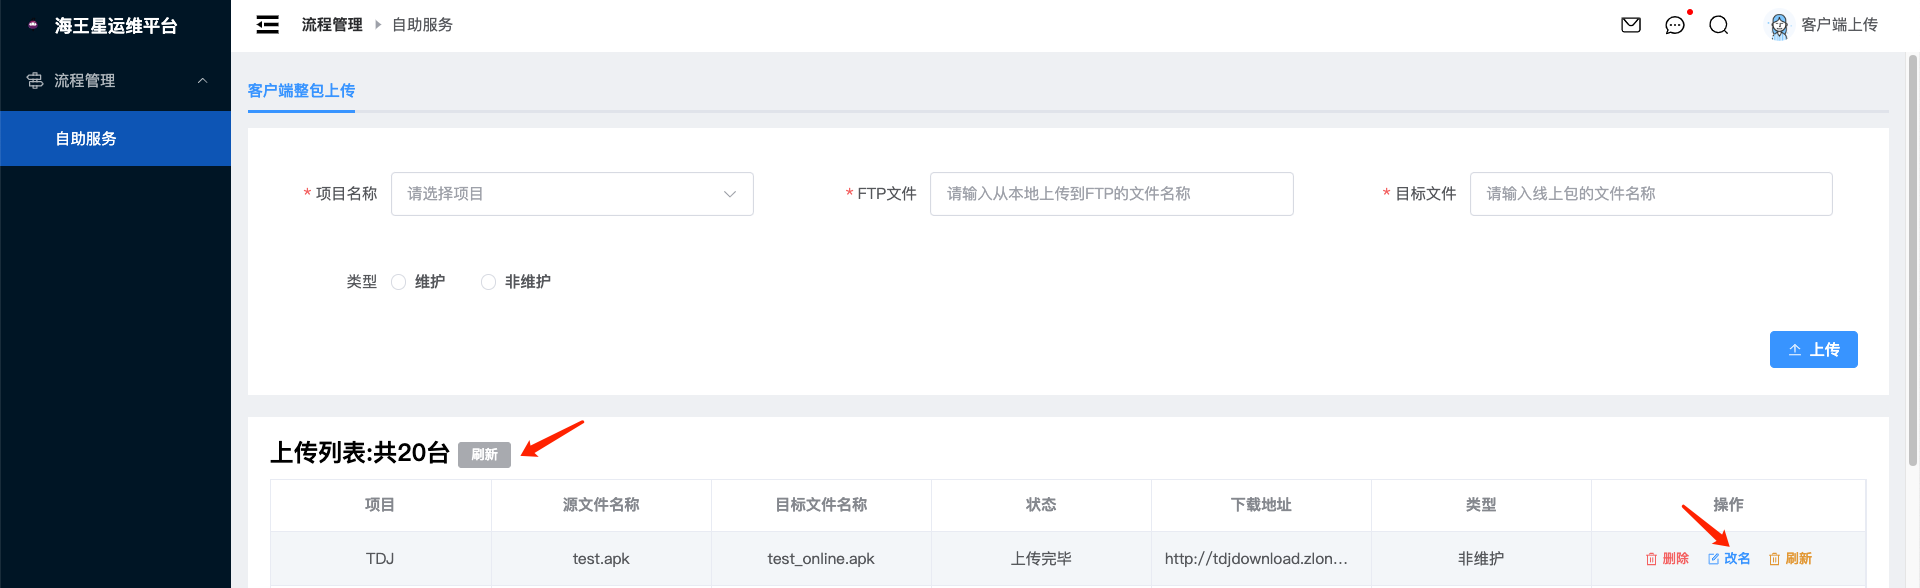 海王星运维平台
流程管理
自助服务
流程管理 自助服务
客户端上传
客户端整包上传
* 项目名称 请选择项目
* FTP文件 请输入从本地上传到FTP的文件名称
* 目标文件 请输入线上包的文件名称
类型 维护 非维护
上传
上传列表:共20台 刷新
项目 源文件名称 目标文件名称 状态 下载地址 类型 操作
TDJ test.apk test_online.apk 上传完毕 http://tdjdownload.zlon... 非维护 删除 改名 刷新